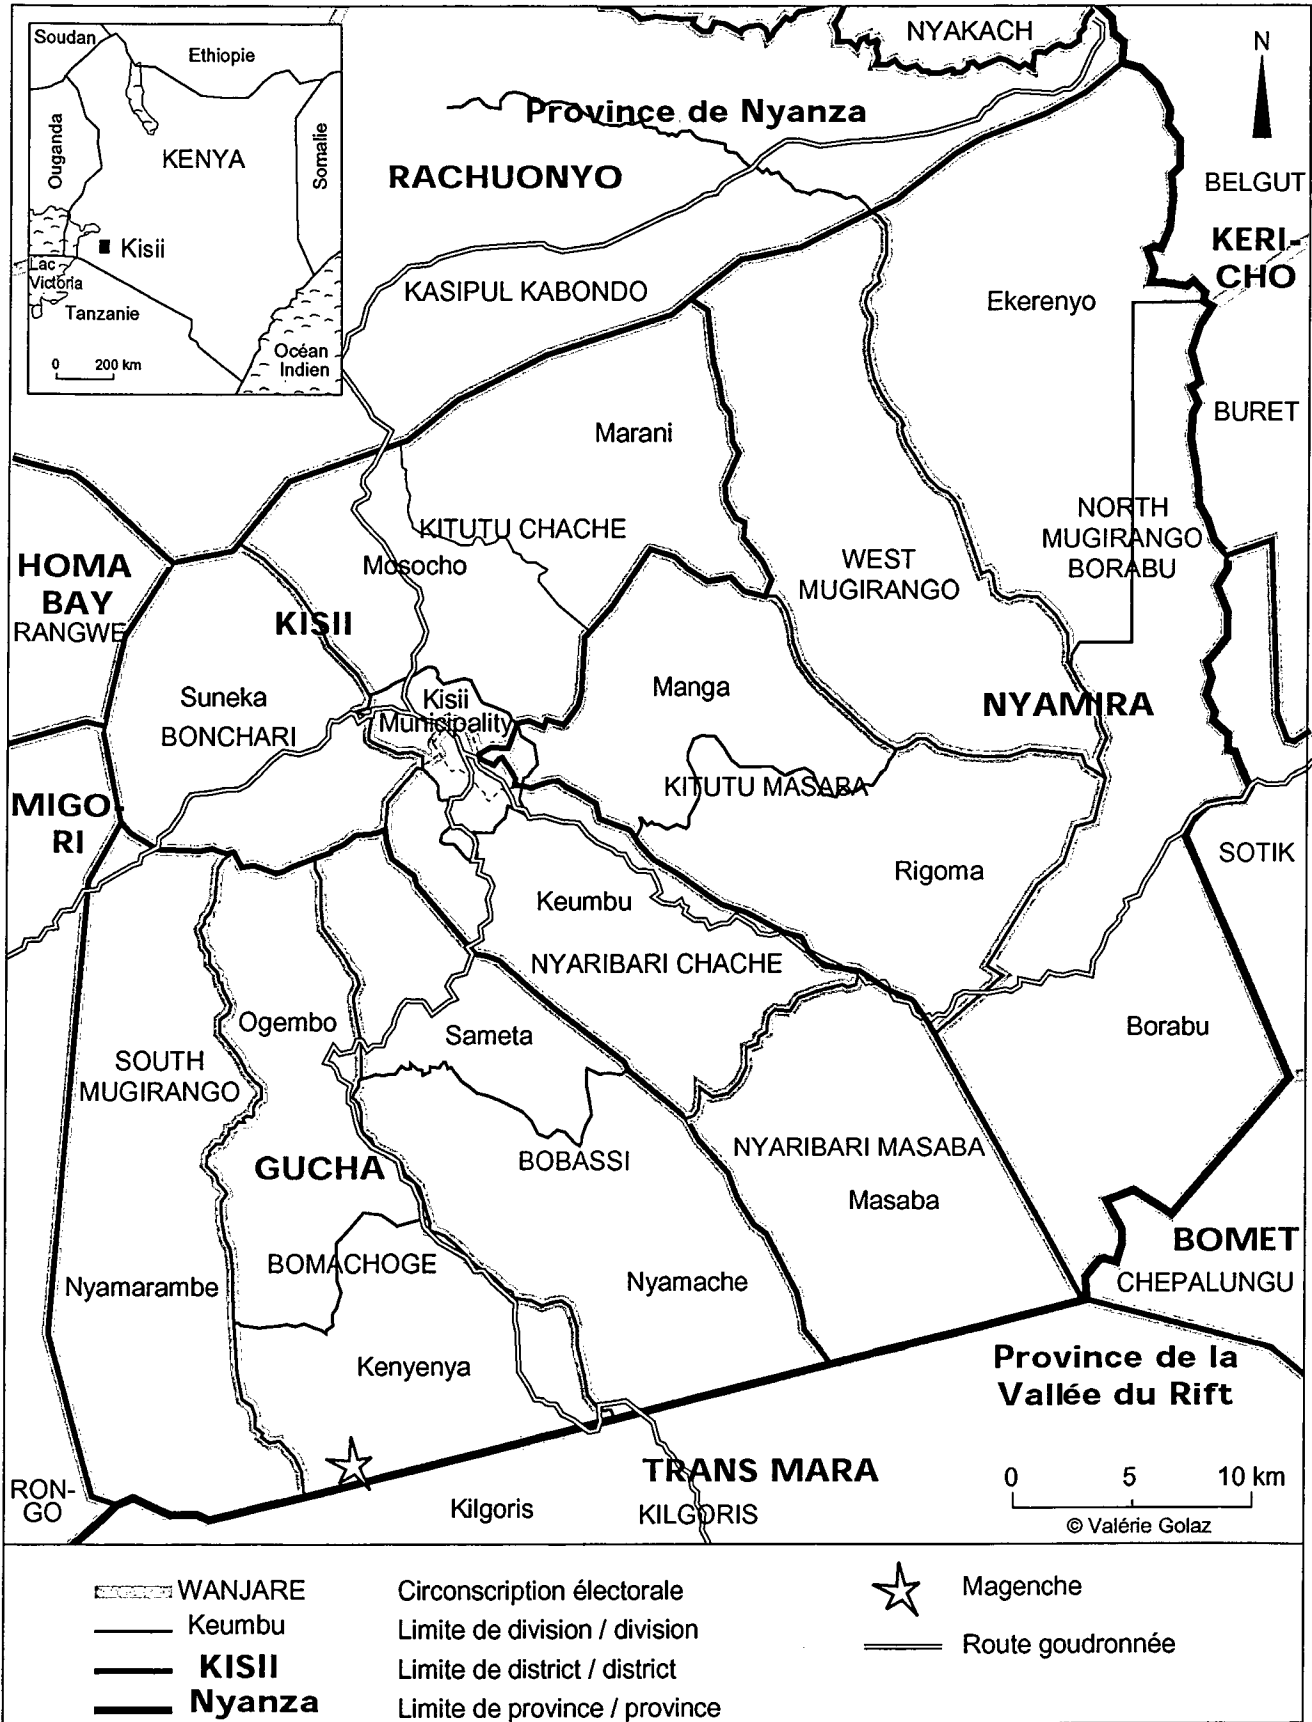 Soudan
Ethiopie
Ouganda
KENYA
Somalie
Kisii
Lac
Victoria
Tanzanie
Océan
Indien
0 200 km
NYAKACH
N
Province de Nyanza
RACHUONYO
BELGUT
KERI-
CHO
KASIPUL KABONDO
Ekerenyo
BURET
Marani
NORTH
MUGIRANGO
BORABU
KITUTU CHACHE
Mosocho
WEST
MUGIRANGO
HOMA
BAY
RANGWE
KISII
Suneka
BONCHARI
Kisii
Municipality
Manga
NYAMIRA
KITUTU MASABA
MIGO-
RI
SOTIK
Rigoma
Keumbu
NYARIBARI CHACHE
Ogembo
Sameta
Borabu
SOUTH
MUGIRANGO
GUCHA
BOBASSI
NYARIBARI MASABA
Masaba
BOMET
CHEPALUNGU
BOMACHOGE
Nyamarambe
Nyamache
Kenyenya
Province de la
Vallée du Rift
TRANS MARA
KILGORIS
Kilgoris
RON-
GO
0 5 10 km
© Valérie Golaz
WANJARE Circonscription électorale
Keumbu Limite de division / division
KISII Limite de district / district
Nyanza Limite de province / province
Magenche
Route goudronnée